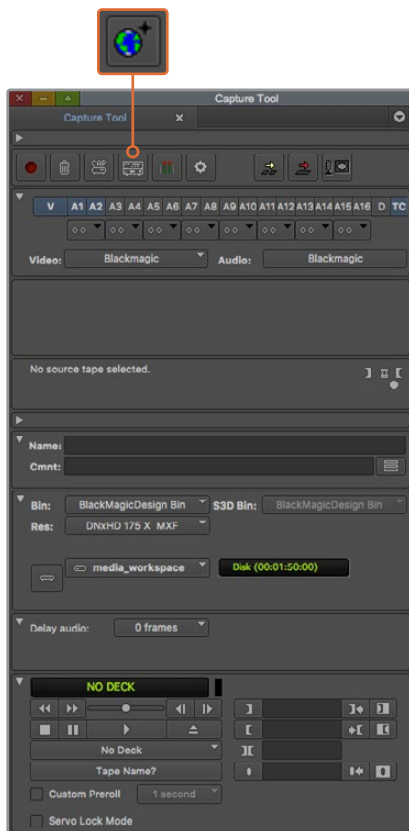 Capture Tool
Capture Tool x
V A1 A2 A3 A4 A5 A6 A7 A8 A9 A10 A11 A12 A13 A14 A15 A16 D TC
Video: Blackmagic Audio: Blackmagic
No source tape selected.
Name:
Cmnt:
Bin: BlackMagicDesign Bin S3D Bin: BlackMagicDesign Bin
Res: DNxHD 175 X MXF
media_workspace Disk (00:01:50:00)
Delay audio: 0 frames
NO DECK
No Deck
Tape Name?
Custom Preroll 1 second
Servo Lock Mode